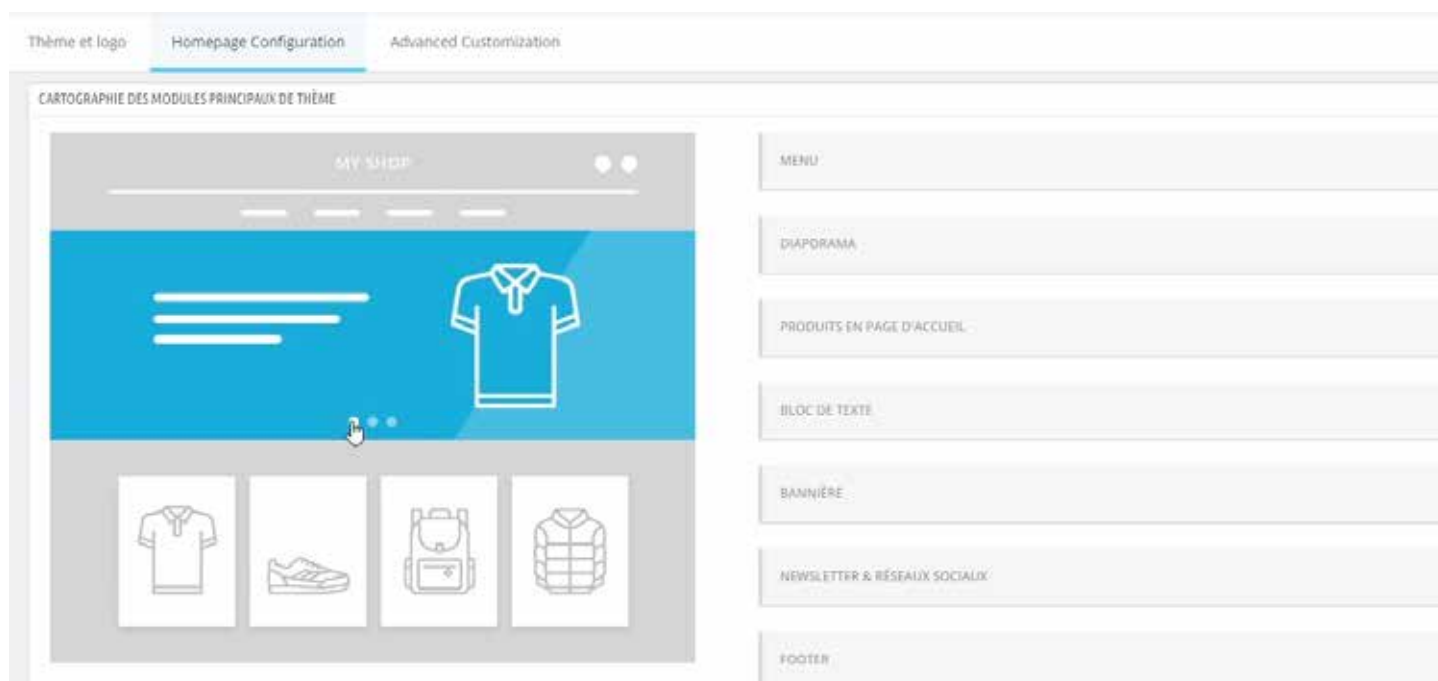 Thème et logo
Homepage Configuration
Advanced Customization
CARTOGRAPHIE DES MODULES PRINCIPAUX DE THÈME
MY SHOP
MENU
DIAPORAMA
PRODUITS EN PAGE D'ACCUEIL
BLOC DE TEXTE
BANNIÈRE
NEWSLETTER & RÉSEAUX SOCIAUX
FOOTER